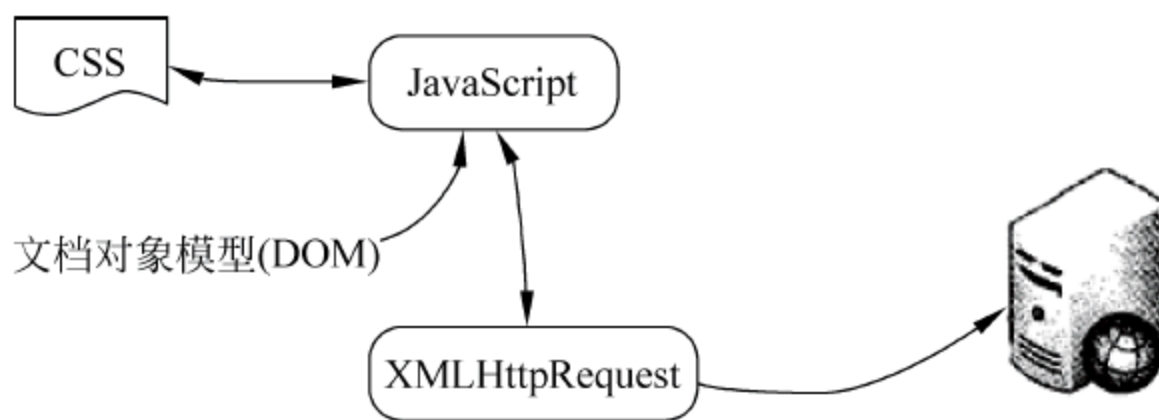 CSS
JavaScript
文档对象模型(DOM)
XMLHttpRequest